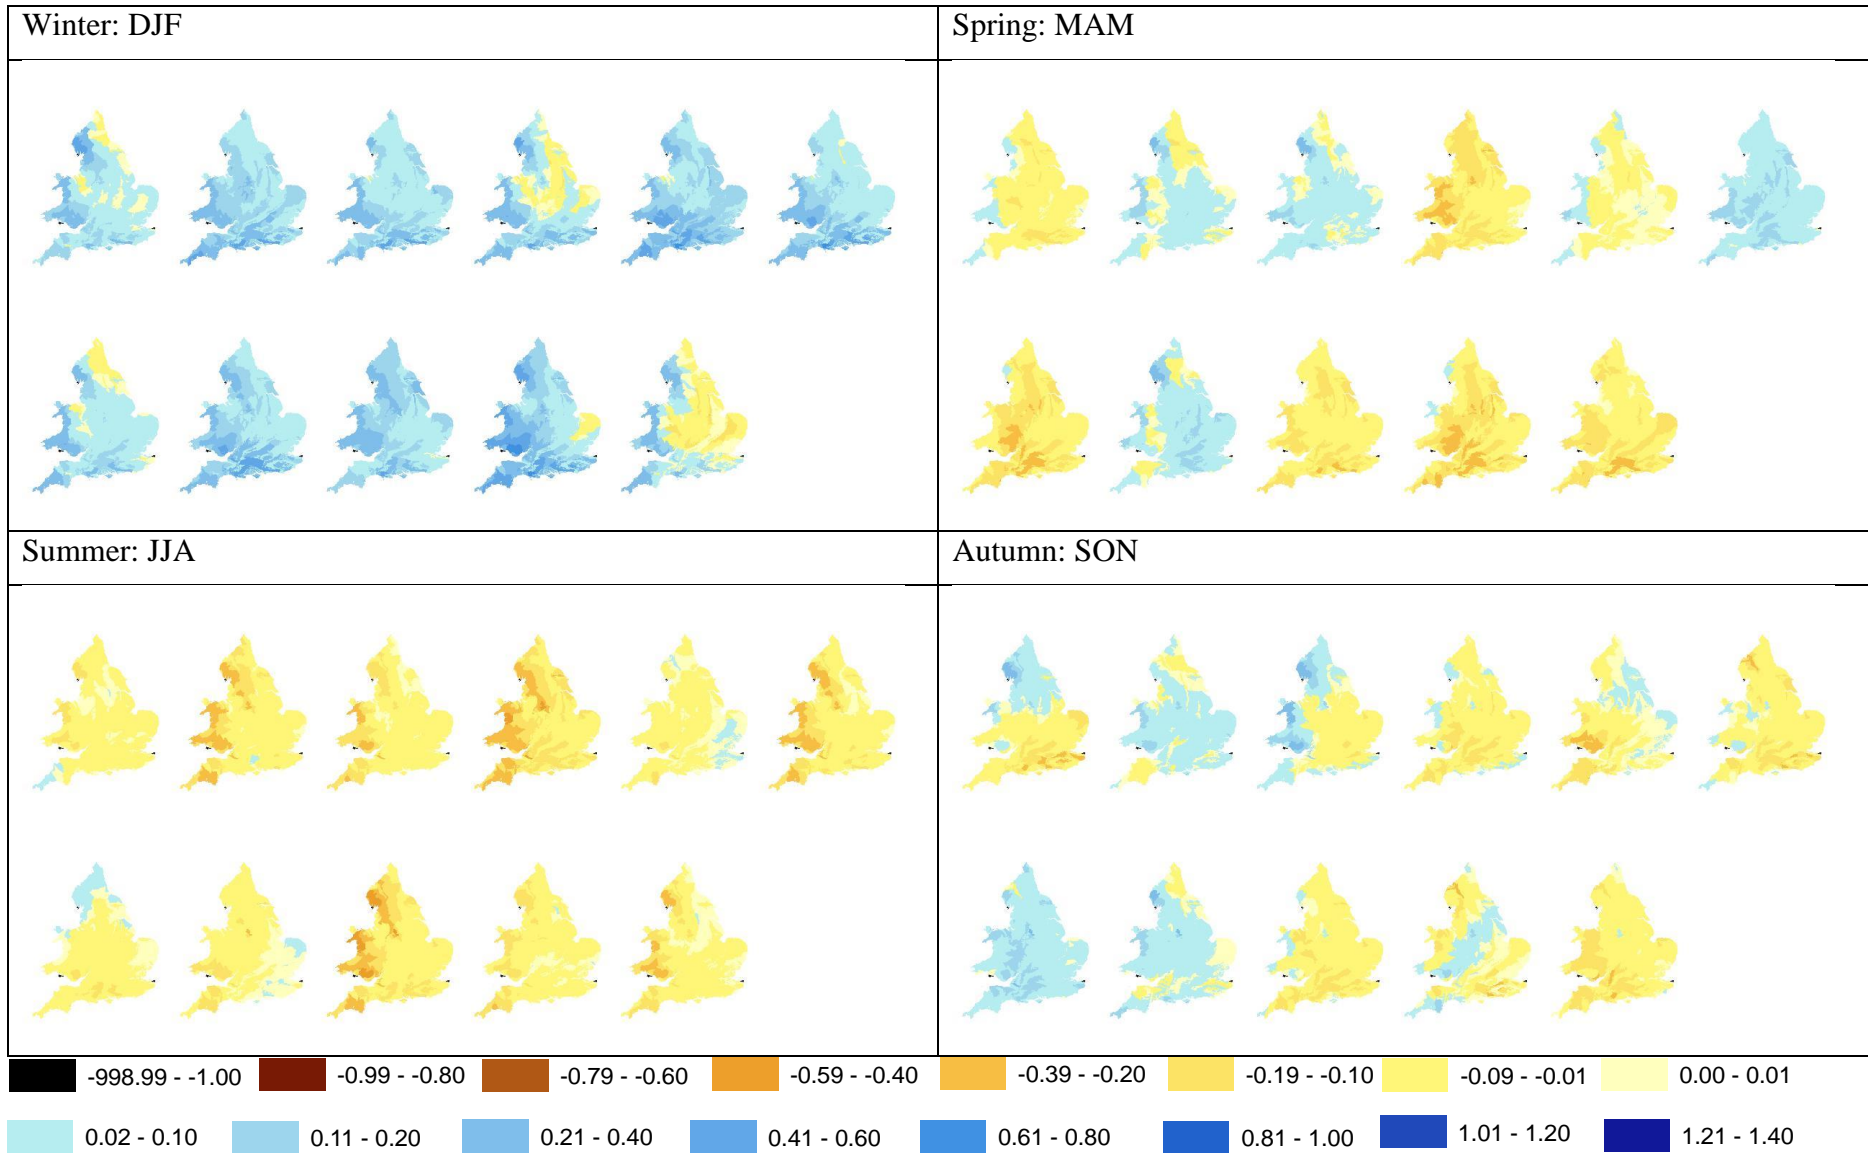 Winter: DJF
Spring: MAM
Summer: JJA
Autumn: SON
-998.99 - -1.00
-0.99 - -0.80
-0.79 - -0.60
-0.59 - -0.40
-0.39 - -0.20
-0.19 - -0.10
-0.09 - -0.01
0.00 - 0.01
0.02 - 0.10
0.11 - 0.20
0.21 - 0.40
0.41 - 0.60
0.61 - 0.80
0.81 - 1.00
1.01 - 1.20
1.21 - 1.40